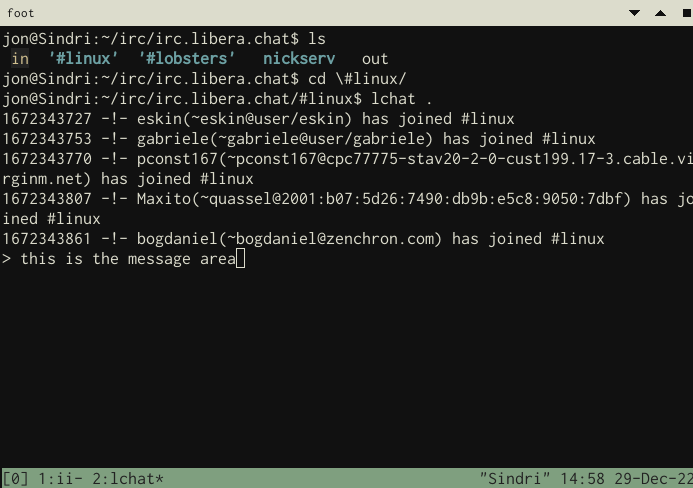 foot
jon@Sindri:~/irc/irc.libera.chat$ ls
in  '#linux'  '#lobsters'   nickserv   out
jon@Sindri:~/irc/irc.libera.chat$ cd \#linux/
jon@Sindri:~/irc/irc.libera.chat/#linux$ lchat .
1672343727 -!- eskin(~eskin@user/eskin) has joined #linux
1672343753 -!- gabriele(~gabriele@user/gabriele) has joined #linux
1672343770 -!- pconst167(~pconst167@cpc77775-stav20-2-0-cust199.17-3.cable.vi
rginm.net) has joined #linux
1672343807 -!- Maxito(~quassel@2001:b07:5d26:7490:db9b:e5c8:9050:7dbf) has jo
ined #linux
1672343861 -!- bogdaniel(~bogdaniel@zenchron.com) has joined #linux
> this is the message area
[0] 1:ii- 2:lchat* "Sindri" 14:58 29-Dec-22